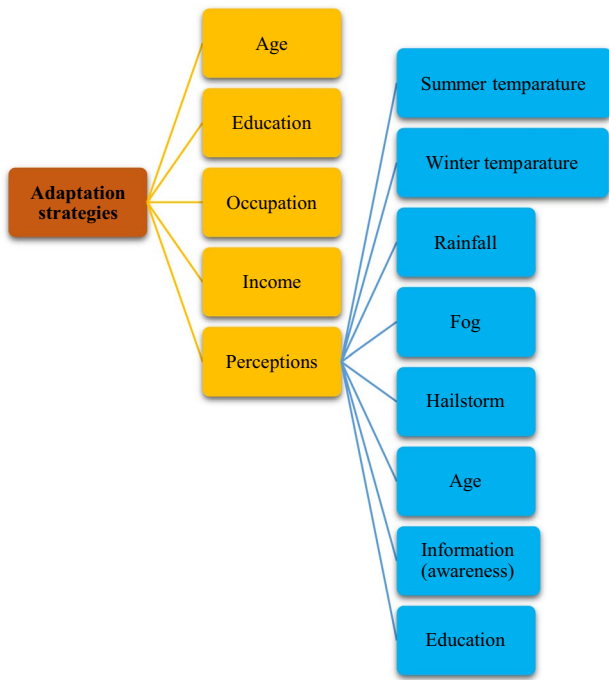 Adaptation
strategies
Age
Education
Occupation
Income
Perceptions
Summer temparature
Winter temparature
Rainfall
Fog
Hailstorm
Age
Information
(awareness)
Education